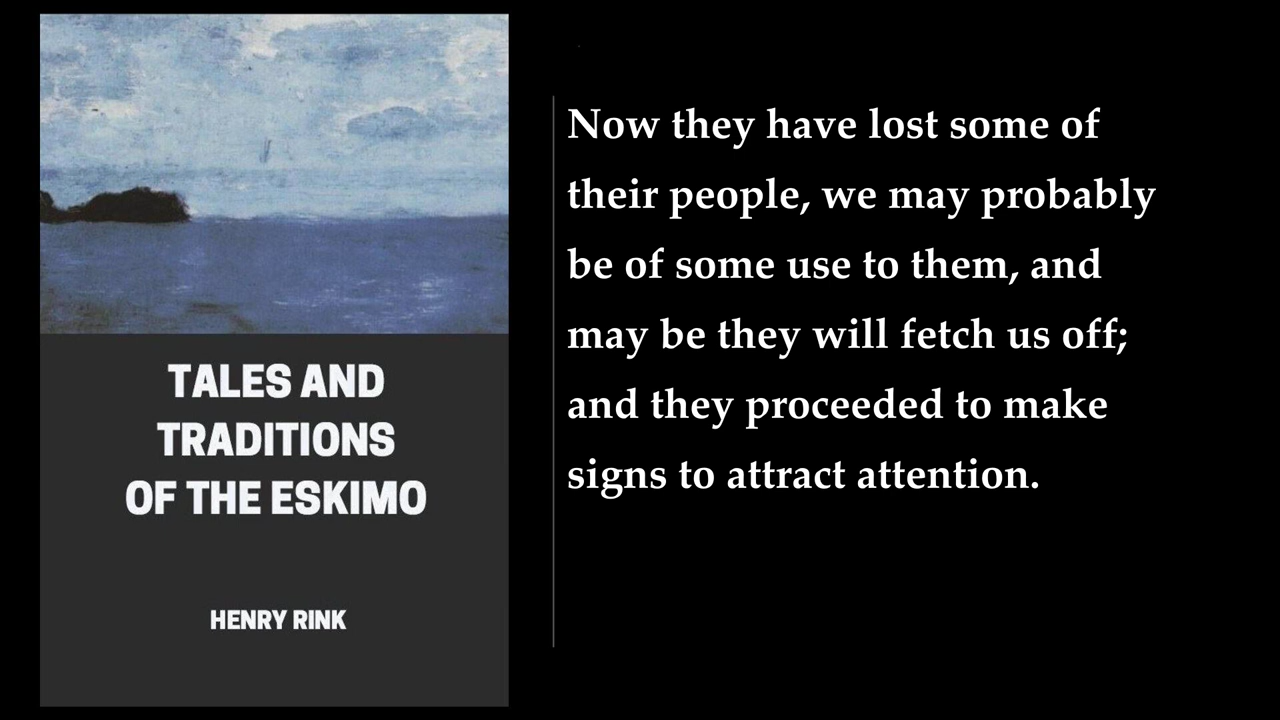 TALES AND
TRADITIONS
OF THE ESKIMO
HENRY RINK
Now they have lost some of
their people, we may probably
be of some use to them, and
may be they will fetch us off;
and they proceeded to make
signs to attract attention.